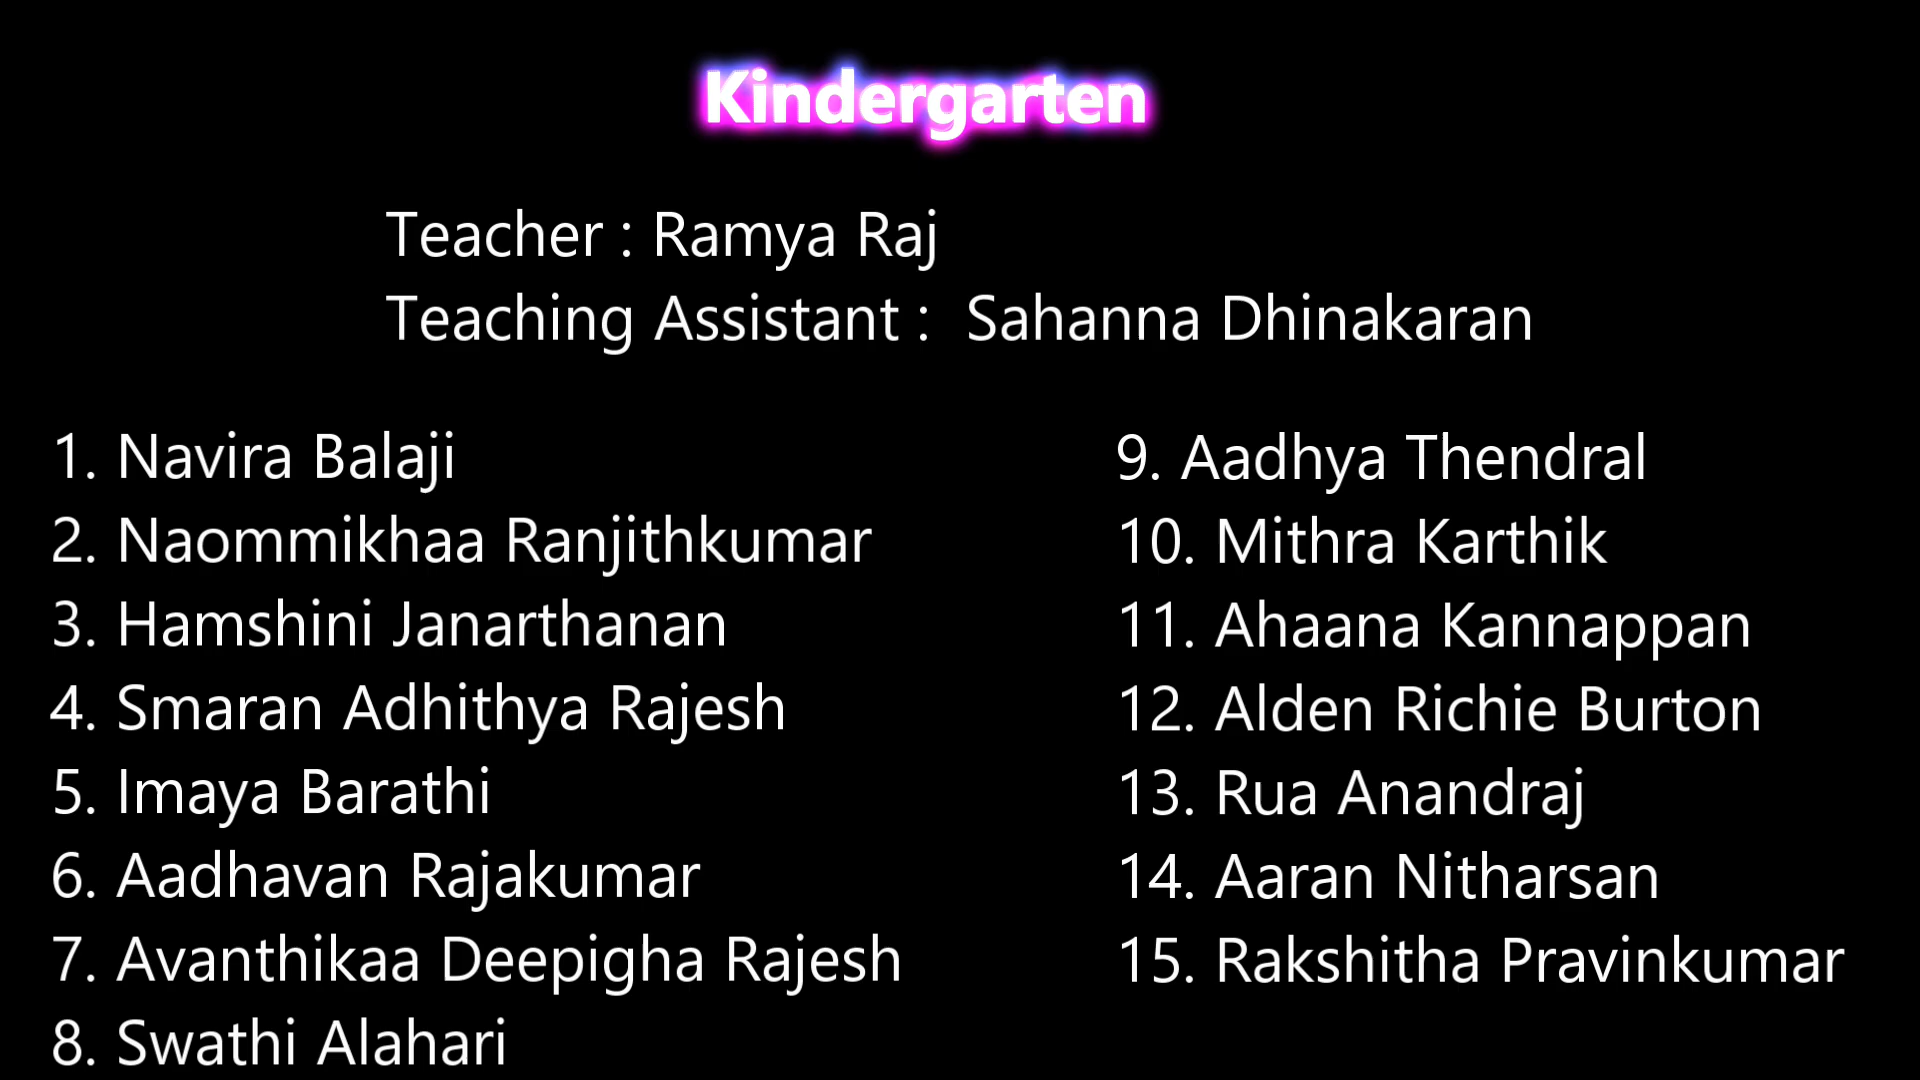 Kindergarten
Teacher : Ramya Raj
Teaching Assistant :  Sahanna Dhinakaran
1. Navira Balaji
2. Naommikhaa Ranjithkumar
3. Hamshini Janarthanan
4. Smaran Adhithya Rajesh
5. Imaya Barathi
6. Aadhavan Rajakumar
7. Avanthikaa Deepigha Rajesh
8. Swathi Alahari
9. Aadhya Thendral
10. Mithra Karthik
11. Ahaana Kannappan
12. Alden Richie Burton
13. Rua Anandraj
14. Aaran Nitharsan
15. Rakshitha Pravinkumar